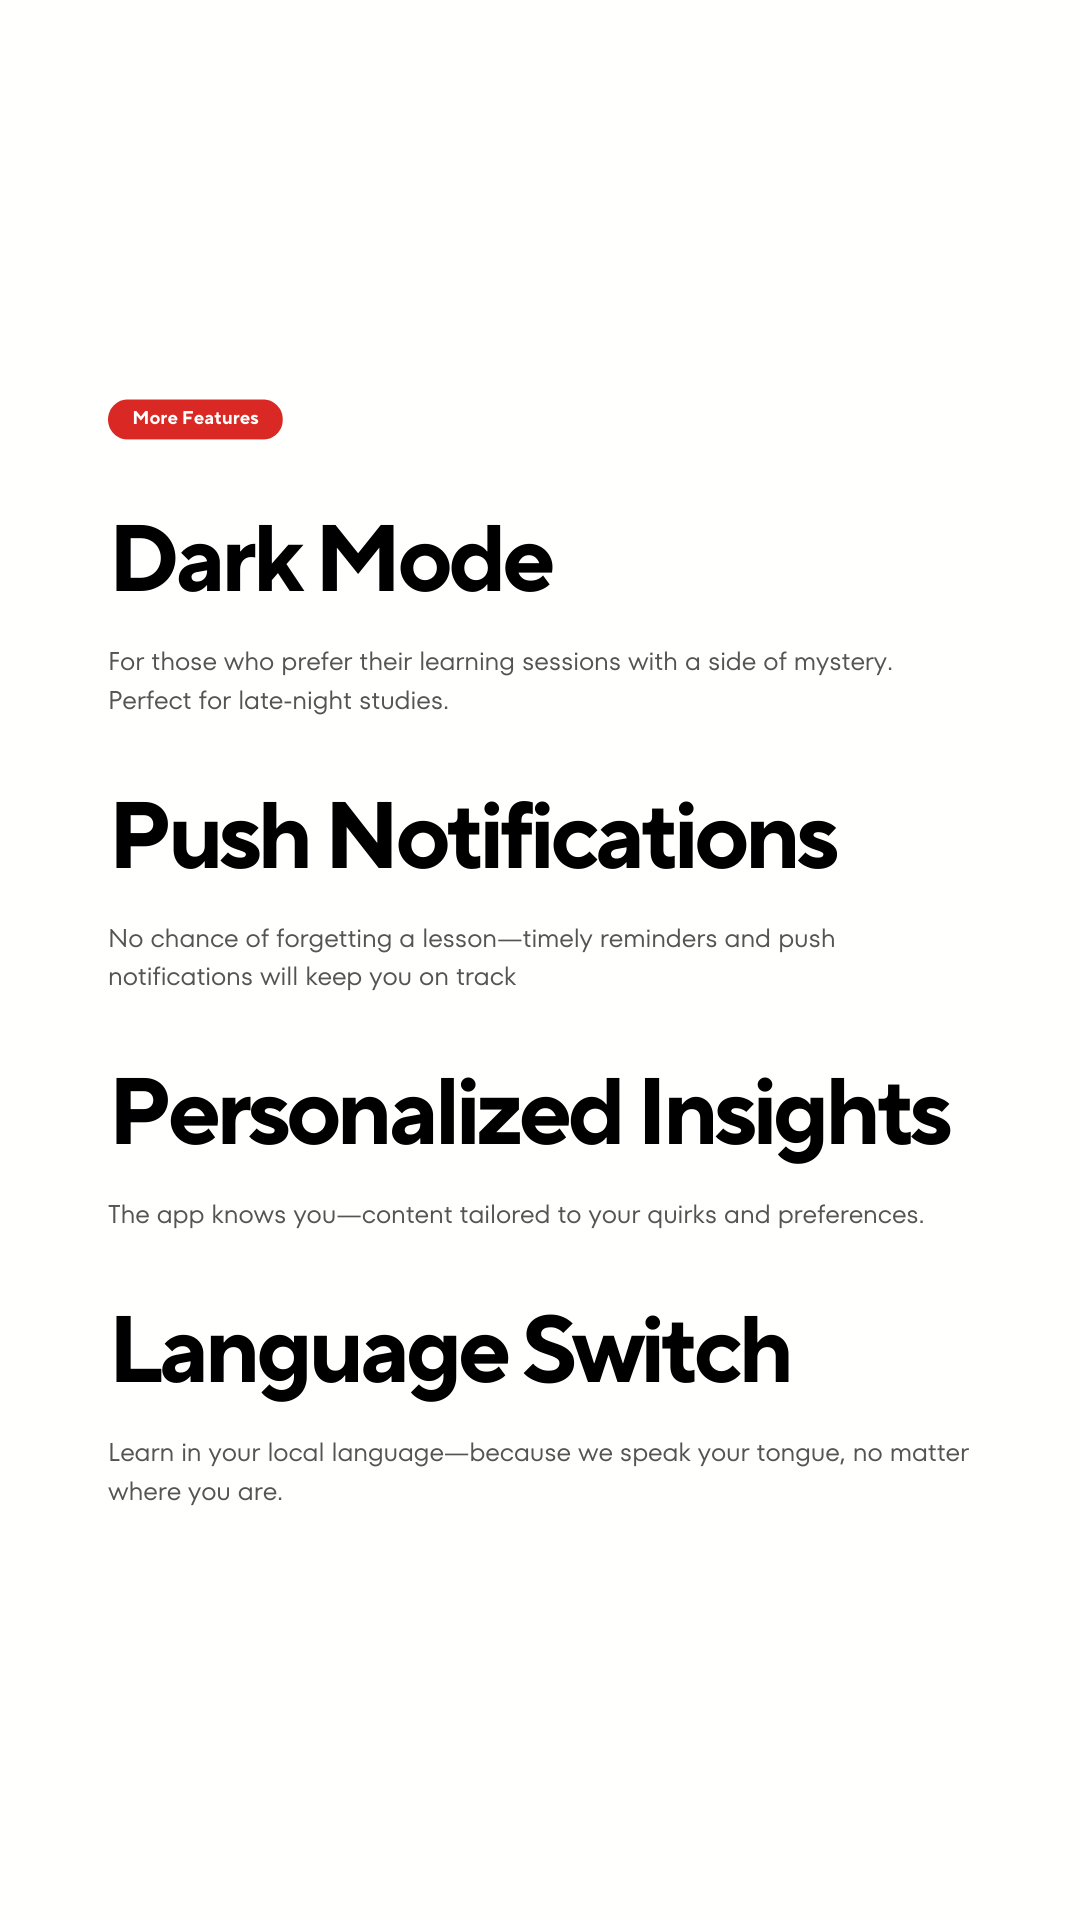 More Features
Dark Mode
For those who prefer their learning sessions with a side of mystery.
Perfect for late-night studies.
Push Notifications
No chance of forgetting a lesson—timely reminders and push
notifications will keep you on track
Personalized Insights
The app knows you—content tailored to your quirks and preferences.
Language Switch
Learn in your local language—because we speak your tongue, no matter
where you are.